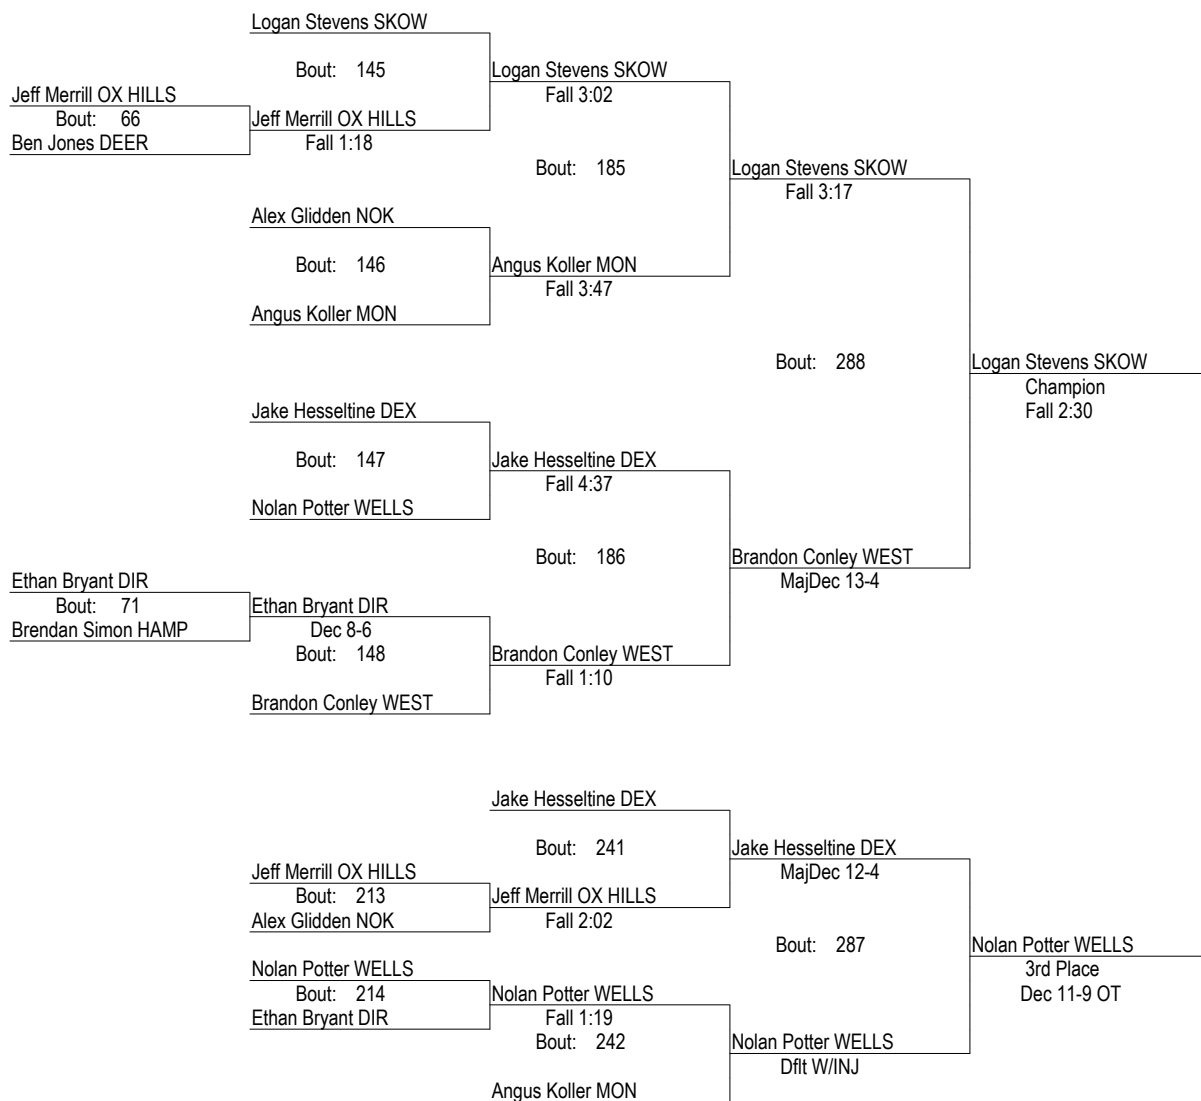 Logan Stevens SKOW
Bout: 145
Logan Stevens SKOW
Fall 3:02
Jeff Merrill OX HILLS
Bout: 66
Jeff Merrill OX HILLS
Ben Jones DEER
Fall 1:18
Bout: 185
Logan Stevens SKOW
Fall 3:17
Alex Glidden NOK
Bout: 146
Angus Koller MON
Fall 3:47
Angus Koller MON
Bout: 288
Logan Stevens SKOW
Champion
Fall 2:30
Jake Hesseltine DEX
Bout: 147
Jake Hesseltine DEX
Fall 4:37
Nolan Potter WELLS
Bout: 186
Brandon Conley WEST
MajDec 13-4
Ethan Bryant DIR
Bout: 71
Ethan Bryant DIR
Brendan Simon HAMP
Dec 8-6
Bout: 148
Brandon Conley WEST
Fall 1:10
Brandon Conley WEST
Jake Hesseltine DEX
Bout: 241
Jake Hesseltine DEX
MajDec 12-4
Jeff Merrill OX HILLS
Bout: 213
Jeff Merrill OX HILLS
Alex Glidden NOK
Fall 2:02
Bout: 287
Nolan Potter WELLS
3rd Place
Dec 11-9 OT
Nolan Potter WELLS
Bout: 214
Nolan Potter WELLS
Ethan Bryant DIR
Fall 1:19
Bout: 242
Nolan Potter WELLS
Dflt W/INJ
Angus Koller MON